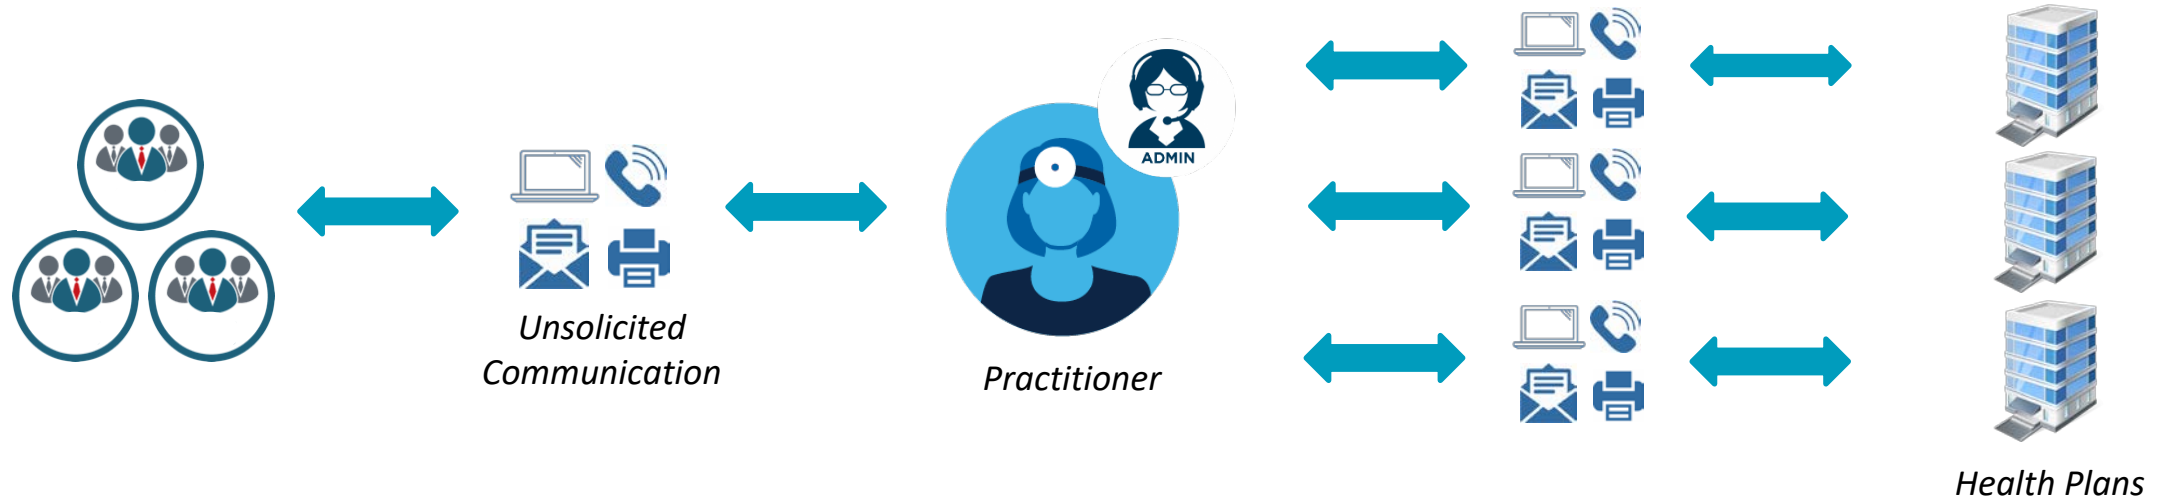 ADMIN
Unsolicited
Communication
Practitioner
Health Plans